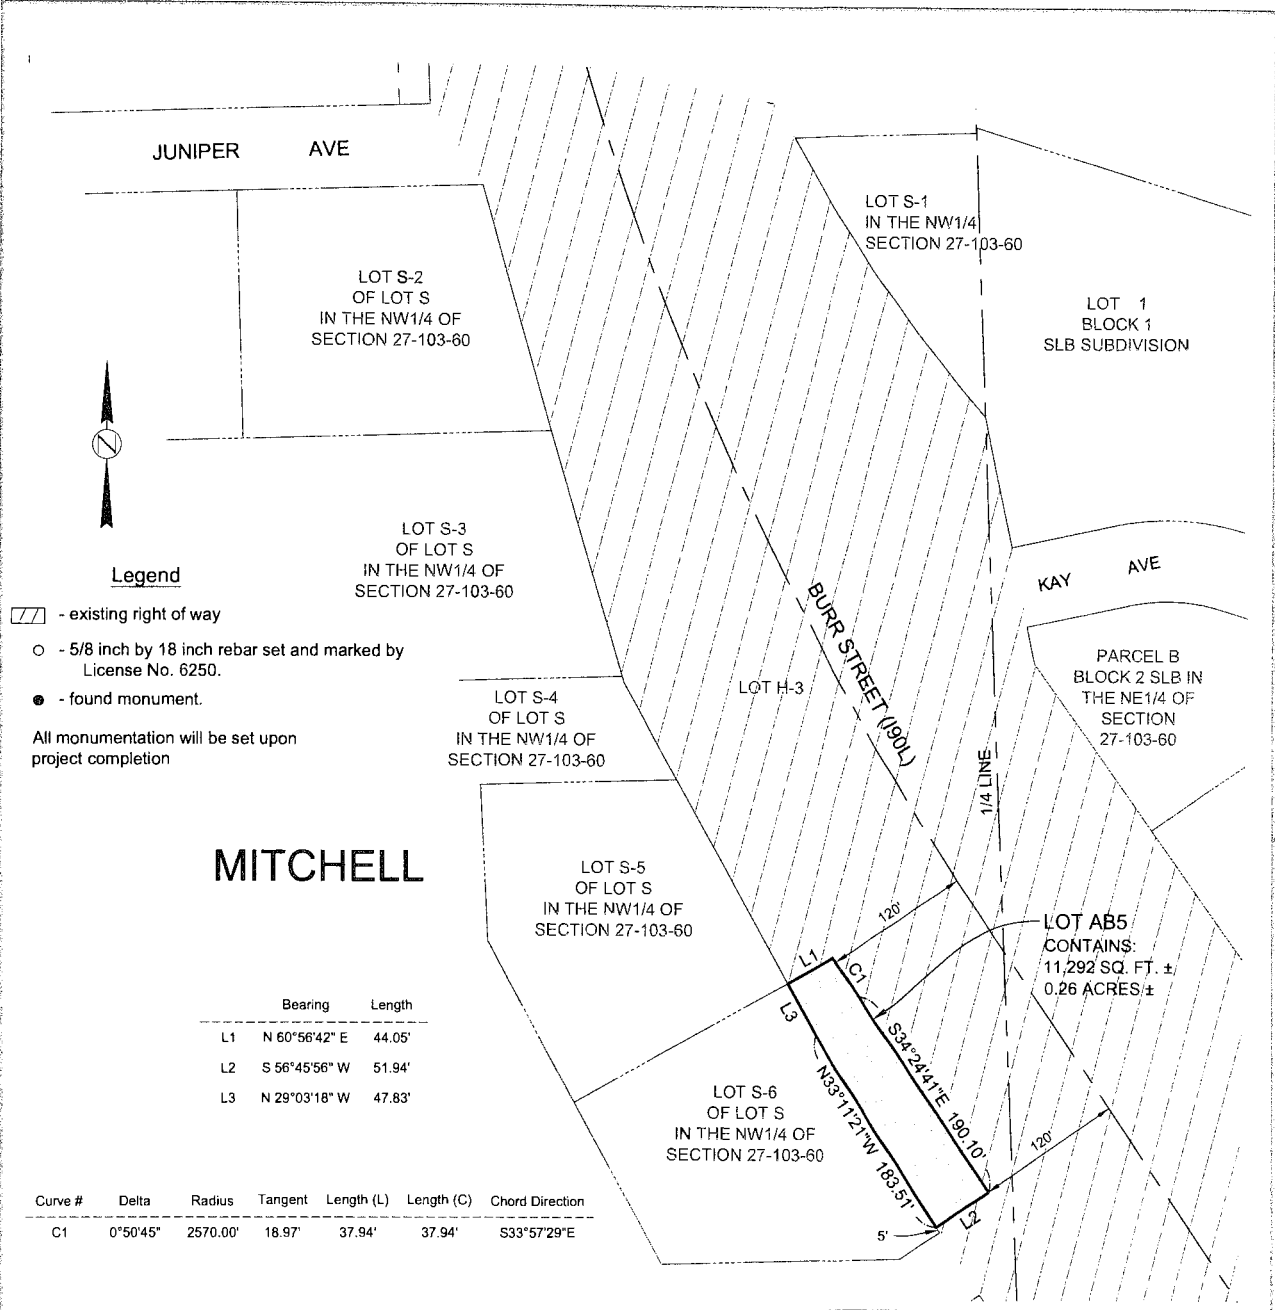 JUNIPER AVE
LOT S-1
IN THE NW1/4
SECTION 27-103-60
LOT S-2
OF LOT S
IN THE NW1/4 OF
SECTION 27-103-60
LOT 1
BLOCK 1
SLB SUBDIVISION
N
LOT S-3
OF LOT S
IN THE NW1/4 OF
SECTION 27-103-60
KAY AVE
Legend
- existing right of way
- 5/8 inch by 18 inch rebar set and marked by
License No. 6250.
- found monument.
All monumentation will be set upon
project completion
BURR STREET (I90L)
LOT H-3
PARCEL B
BLOCK 2 SLB IN
THE NE1/4 OF
SECTION
27-103-60
LOT S-4
OF LOT S
IN THE NW1/4 OF
SECTION 27-103-60
1/4 LINE
MITCHELL
LOT S-5
OF LOT S
IN THE NW1/4 OF
SECTION 27-103-60
120'
LOT AB5
CONTAINS:
11,292 SQ. FT. ±
0.26 ACRES ±
L1
C1
L3
S34°24'41"E 190.10'
N33°11'21"W 183.51'
120'
L2
5'
LOT S-6
OF LOT S
IN THE NW1/4 OF
SECTION 27-103-60
Bearing Length
L1 N 60°56'42" E 44.05'
L2 S 56°45'56" W 51.94'
L3 N 29°03'18" W 47.83'
Curve # Delta Radius Tangent Length (L) Length (C) Chord Direction
C1 0°50'45" 2570.00' 18.97' 37.94' 37.94' S33°57'29"E